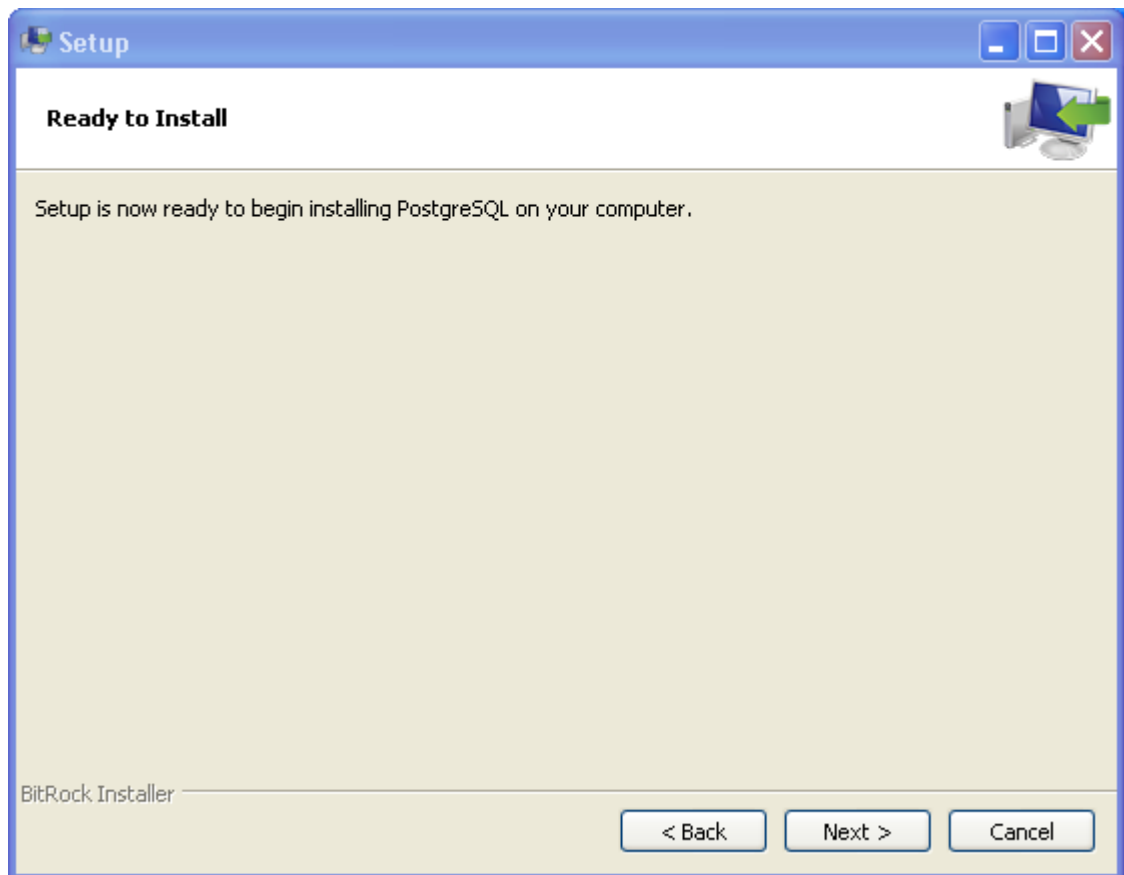 Setup
Ready to Install
Setup is now ready to begin installing PostgreSQL on your computer.
BitRock Installer
< Back
Next >
Cancel